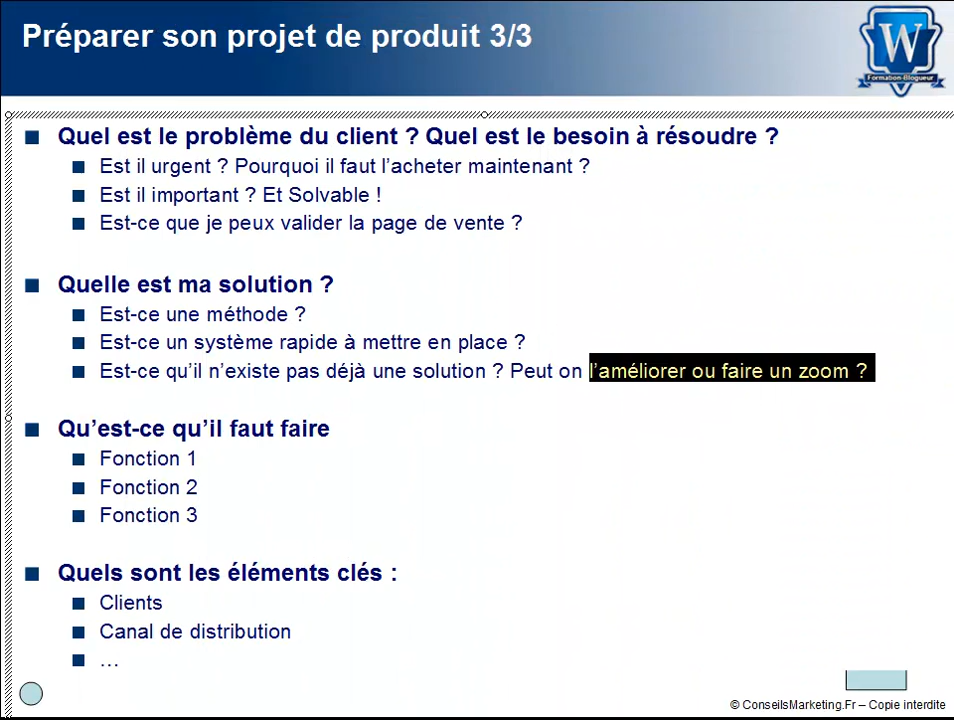 Préparer son projet de produit 3/3
W
Formation-Blogueur
Quel est le problème du client ? Quel est le besoin à résoudre ?
Est il urgent ? Pourquoi il faut l’acheter maintenant ?
Est il important ? Et Solvable !
Est-ce que je peux valider la page de vente ?
Quelle est ma solution ?
Est-ce une méthode ?
Est-ce un système rapide à mettre en place ?
Est-ce qu’il n’existe pas déjà une solution ? Peut on l’améliorer ou faire un zoom ?
Qu’est-ce qu’il faut faire
Fonction 1
Fonction 2
Fonction 3
Quels sont les éléments clés :
Clients
Canal de distribution
…
© ConseilsMarketing.Fr – Copie interdite